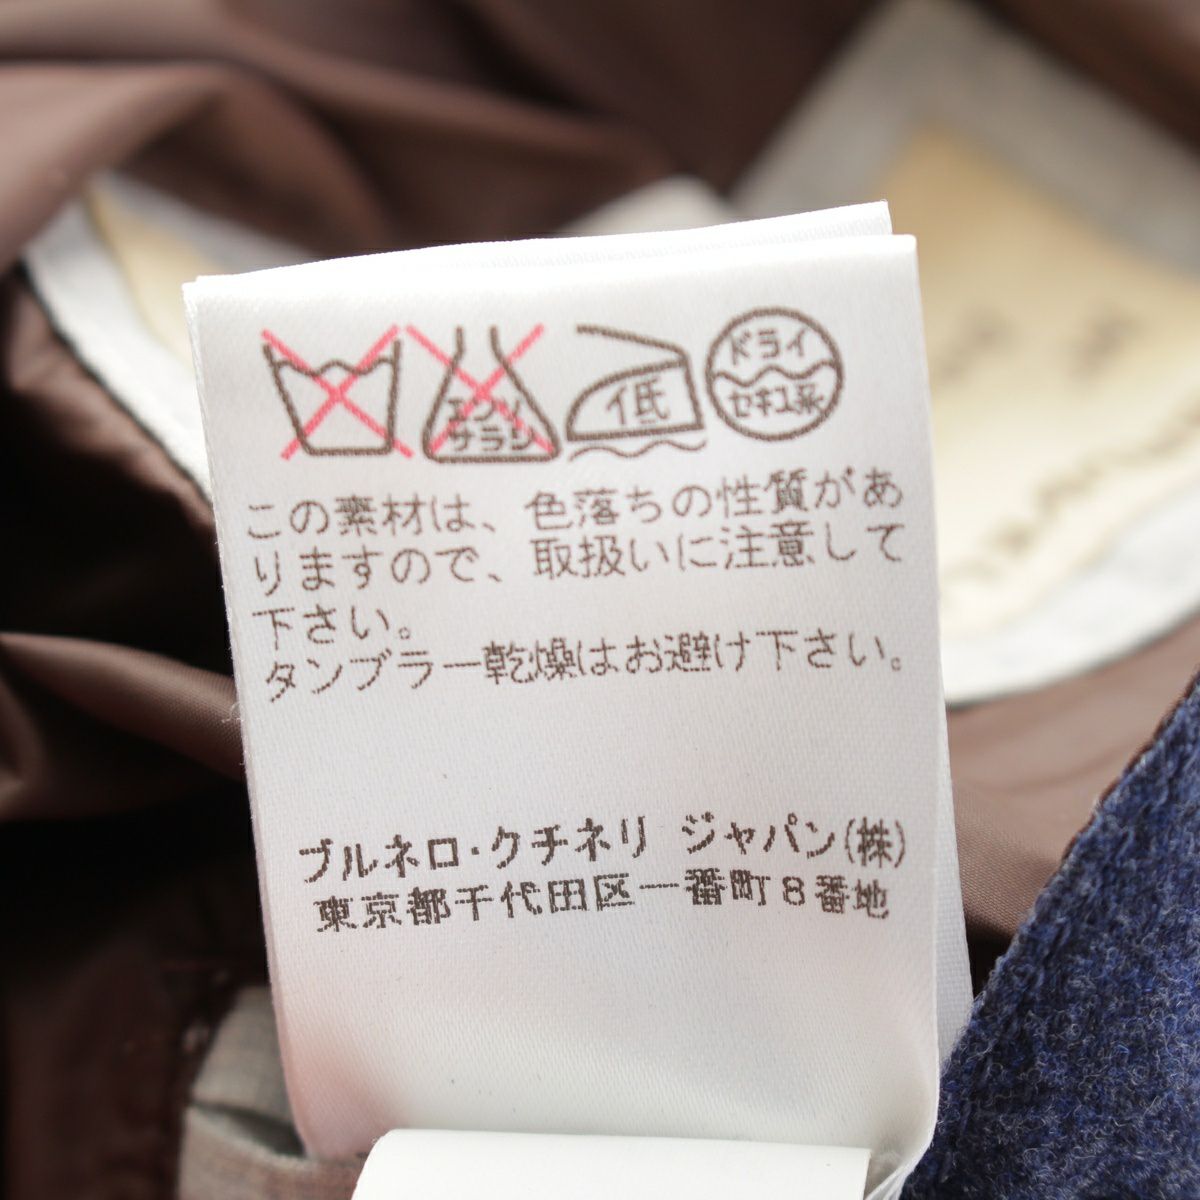 エンソ
サラシ
低
ドライ
セキユ系
この素材は、色落ちの性質があ
りますので、取扱いに注意して
下さい。
タンブラー乾燥はお避け下さい。
ブルネロ・クチネリ ジャパン(株)
東京都千代田区一番町8番地